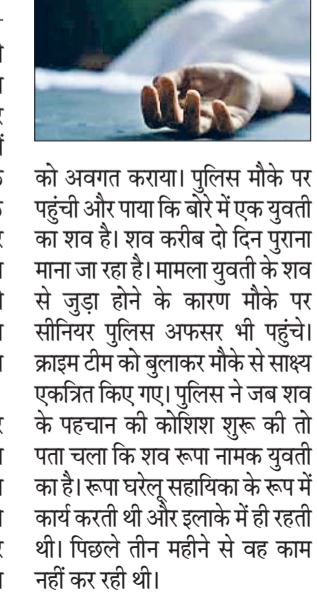 को अवगत कराया। पुलिस मौके पर
पहुंची और पाया कि बोरे में एक युवती
का शव है। शव करीब दो दिन पुराना
माना जा रहा है। मामला युवती के शव
से जुड़ा होने के कारण मौके पर
सीनियर पुलिस अफसर भी पहुंचे।
क्राइम टीम को बुलाकर मौके से साक्ष्य
एकत्रित किए गए। पुलिस ने जब शव
के पहचान की कोशिश शुरू की तो
पता चला कि शव रूपा नामक युवती
का है। रूपा घरेलू सहायिका के रूप में
कार्य करती थी और इलाके में ही रहती
थी। पिछले तीन महीने से वह काम
नहीं कर रही थी।